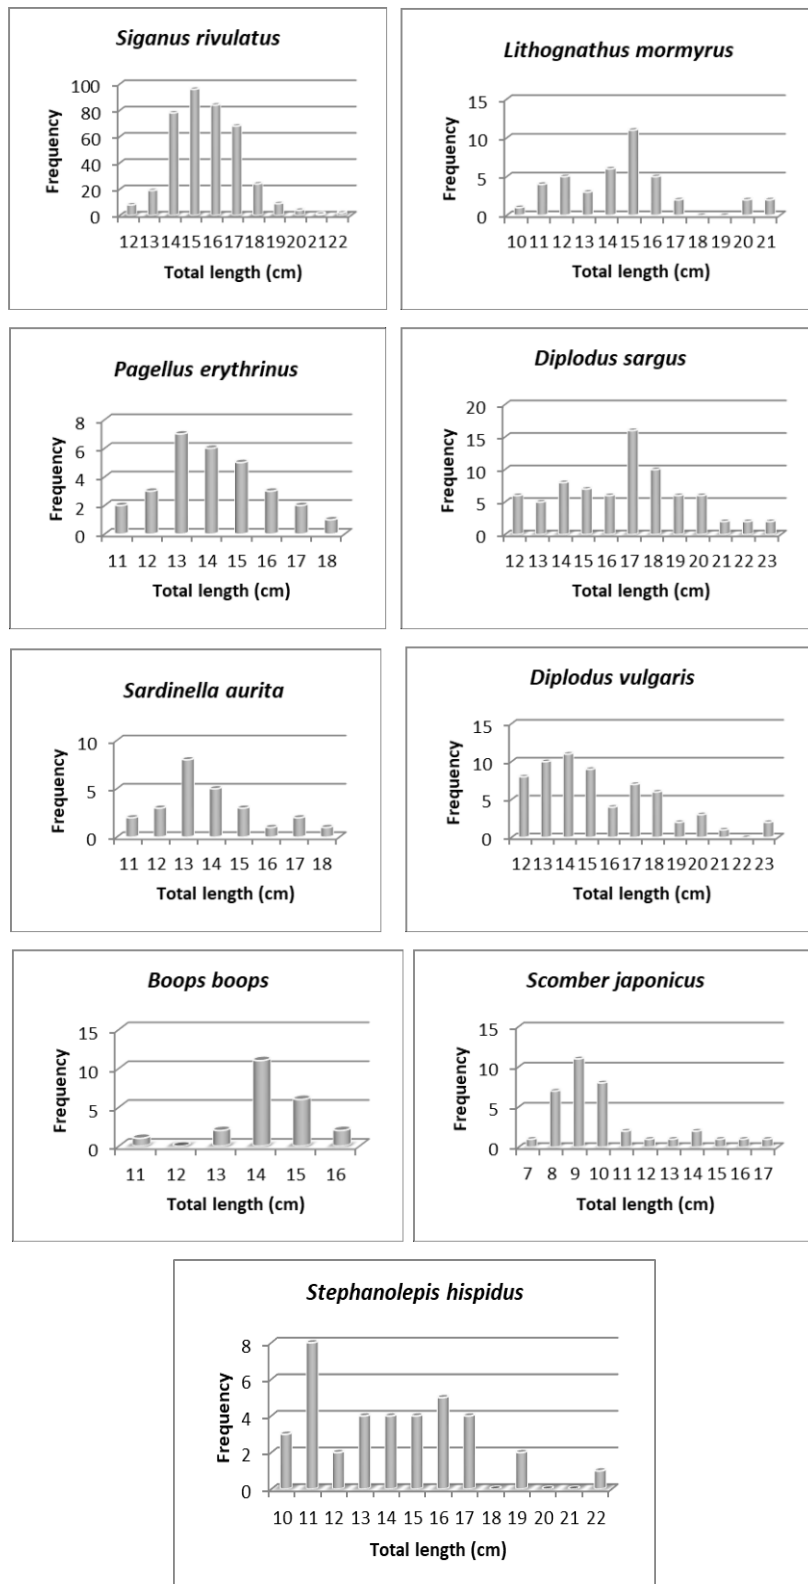 Siganus rivulatus
Frequency
100
80
60
40
20
0
12 13 14 15 16 17 18 19 20 21 22
Total length (cm)
Lithognathus mormyrus
Frequency
15
10
5
0
10 11 12 13 14 15 16 17 18 19 20 21
Total length (cm)
Pagellus erythrinus
Frequency
8
6
4
2
0
11 12 13 14 15 16 17 18
Total length (cm)
Diplodus sargus
Frequency
20
15
10
5
0
12 13 14 15 16 17 18 19 20 21 22 23
Total length (cm)
Sardinella aurita
Frequency
10
5
0
11 12 13 14 15 16 17 18
Total length (cm)
Diplodus vulgaris
Frequency
15
10
5
0
12 13 14 15 16 17 18 19 20 21 22 23
Total length (cm)
Boops boops
Frequency
15
10
5
0
11 12 13 14 15 16
Total length (cm)
Scomber japonicus
Frequency
15
10
5
0
7 8 9 10 11 12 13 14 15 16 17
Total length (cm)
Stephanolepis hispidus
Frequency
8
6
4
2
0
10 11 12 13 14 15 16 17 18 19 20 21 22
Total length (cm)